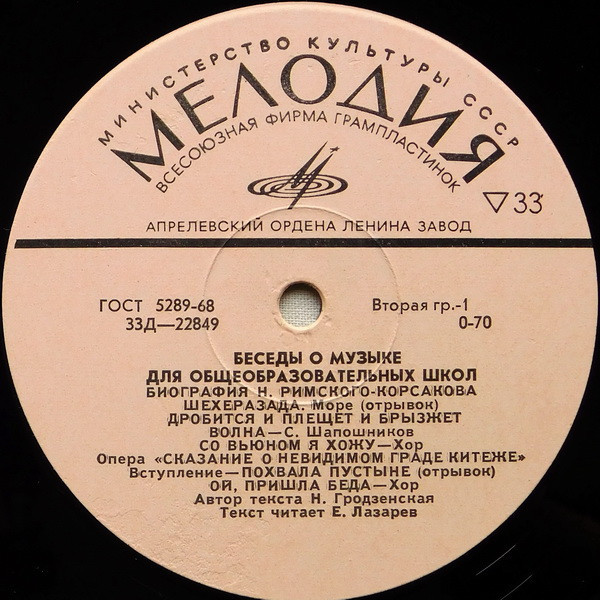 МИНИСТЕРСТВО КУЛЬТУРЫ СССР
МЕЛОДИЯ
ВСЕСОЮЗНАЯ ФИРМА ГРАМПЛАСТИНОК
▽33
АПРЕЛЕВСКИЙ ОРДЕНА ЛЕНИНА ЗАВОД
ГОСТ 5289-68 Вторая гр.-1
33Д—22849 0-70
БЕСЕДЫ О МУЗЫКЕ
ДЛЯ ОБЩЕОБРАЗОВАТЕЛЬНЫХ ШКОЛ
БИОГРАФИЯ Н. РИМСКОГО-КОРСАКОВА
ШЕХЕРАЗАДА. Море (отрывок)
ДРОБИТСЯ И ПЛЕЩЕТ И БРЫЗЖЕТ
ВОЛНА—С. Шапошников
СО ВЬЮНОМ Я ХОЖУ—Хор
Опера «СКАЗАНИЕ О НЕВИДИМОМ ГРАДЕ КИТЕЖЕ»
Вступление—ПОХВАЛА ПУСТЫНЕ (отрывок)
ОЙ, ПРИШЛА БЕДА—Хор
Автор текста Н. Гродзенская
Текст читает Е. Лазарев